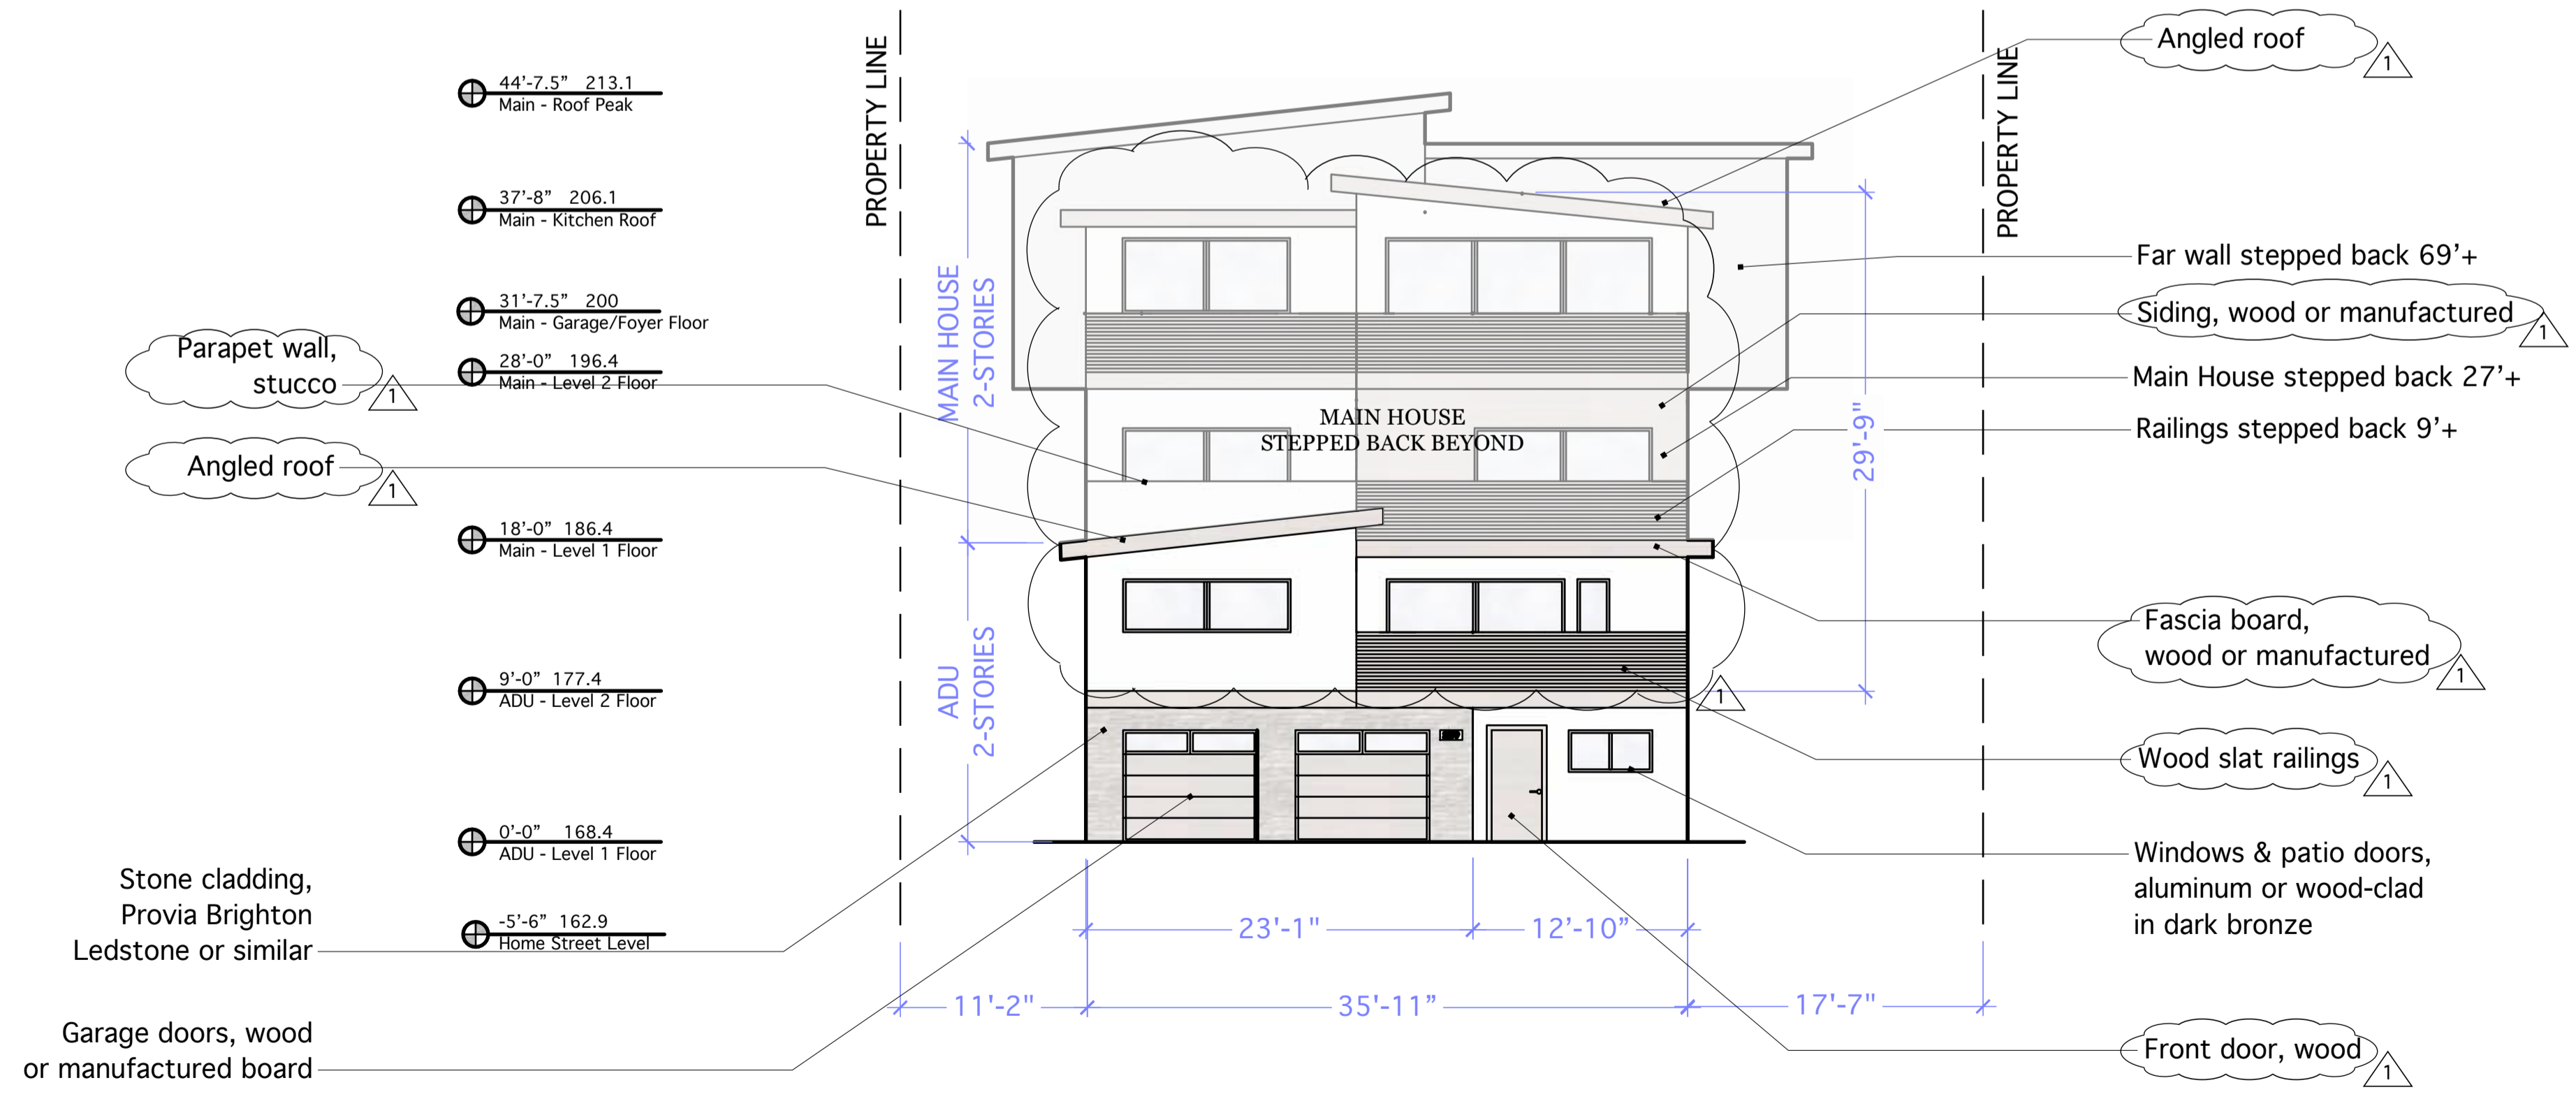 PROPERTY LINE
PROPERTY LINE
44’-7.5” 213.1
Main - Roof Peak
37’-8” 206.1
Main - Kitchen Roof
31’-7.5” 200
Main - Garage/Foyer Floor
28’-0” 196.4
Main - Level 2 Floor
18’-0” 186.4
Main - Level 1 Floor
9’-0” 177.4
ADU - Level 2 Floor
0’-0” 168.4
ADU - Level 1 Floor
-5’-6” 162.9
Home Street Level
Parapet wall,
stucco
1
Angled roof
1
Stone cladding,
Provia Brighton
Ledstone or similar
Garage doors, wood
or manufactured board
MAIN HOUSE
2-STORIES
ADU
2-STORIES
MAIN HOUSE
STEPPED BACK BEYOND
29'-9"
1
23'-1"
12’-10”
11'-2"
35'-11”
17'-7"
Angled roof
1
Far wall stepped back 69’+
Siding, wood or manufactured
1
Main House stepped back 27’+
Railings stepped back 9’+
Fascia board,
wood or manufactured
1
Wood slat railings
1
Windows & patio doors,
aluminum or wood-clad
in dark bronze
Front door, wood
1